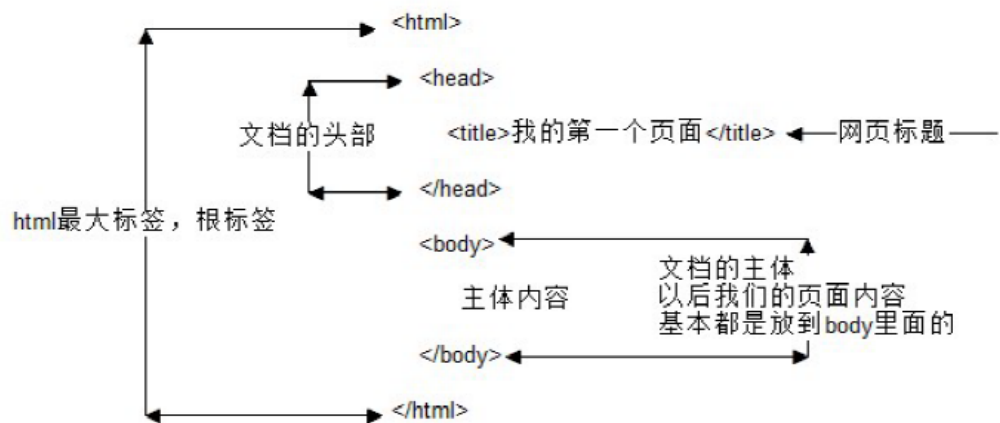 <html>
<head>
文档的头部
<title>我的第一个页面</title>
网页标题
</head>
html最大标签，根标签
<body>
主体内容
文档的主体
以后我们的页面内容
基本都是放到body里面的
</body>
</html>